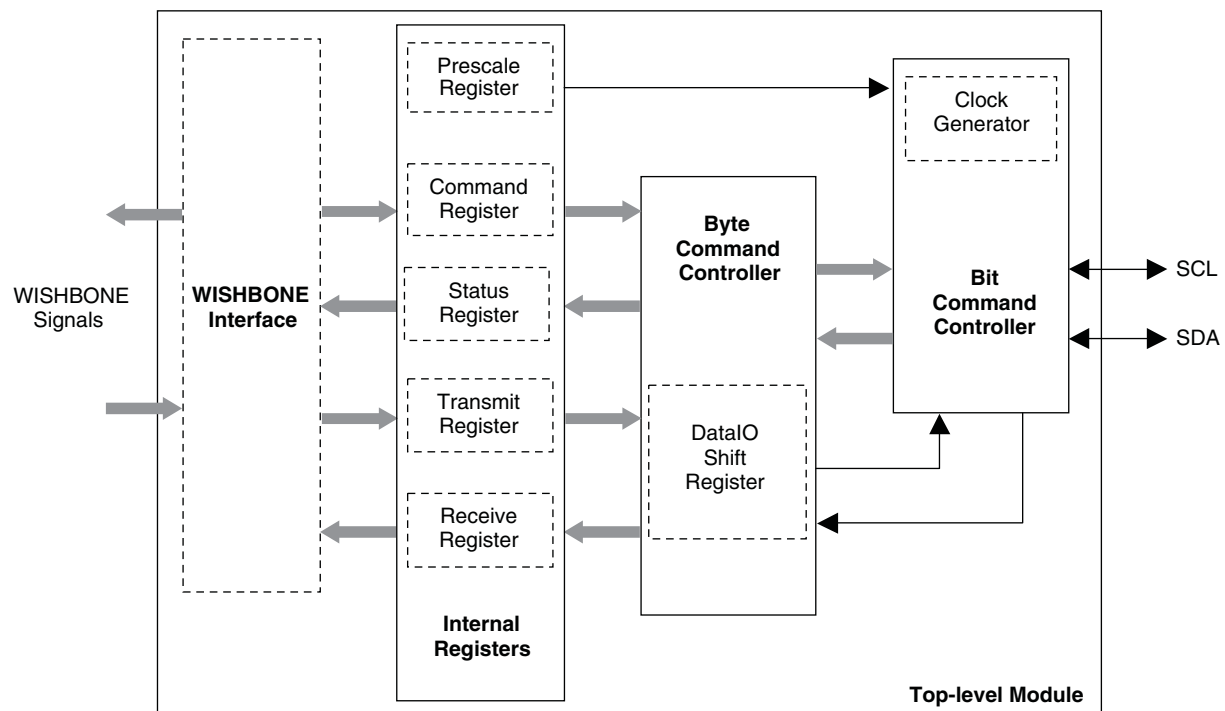 WISHBONE
Signals
WISHBONE
Interface
Prescale
Register
Command
Register
Status
Register
Transmit
Register
Receive
Register
Internal
Registers
Byte
Command
Controller
DataIO
Shift
Register
Clock
Generator
Bit
Command
Controller
SCL
SDA
Top-level Module